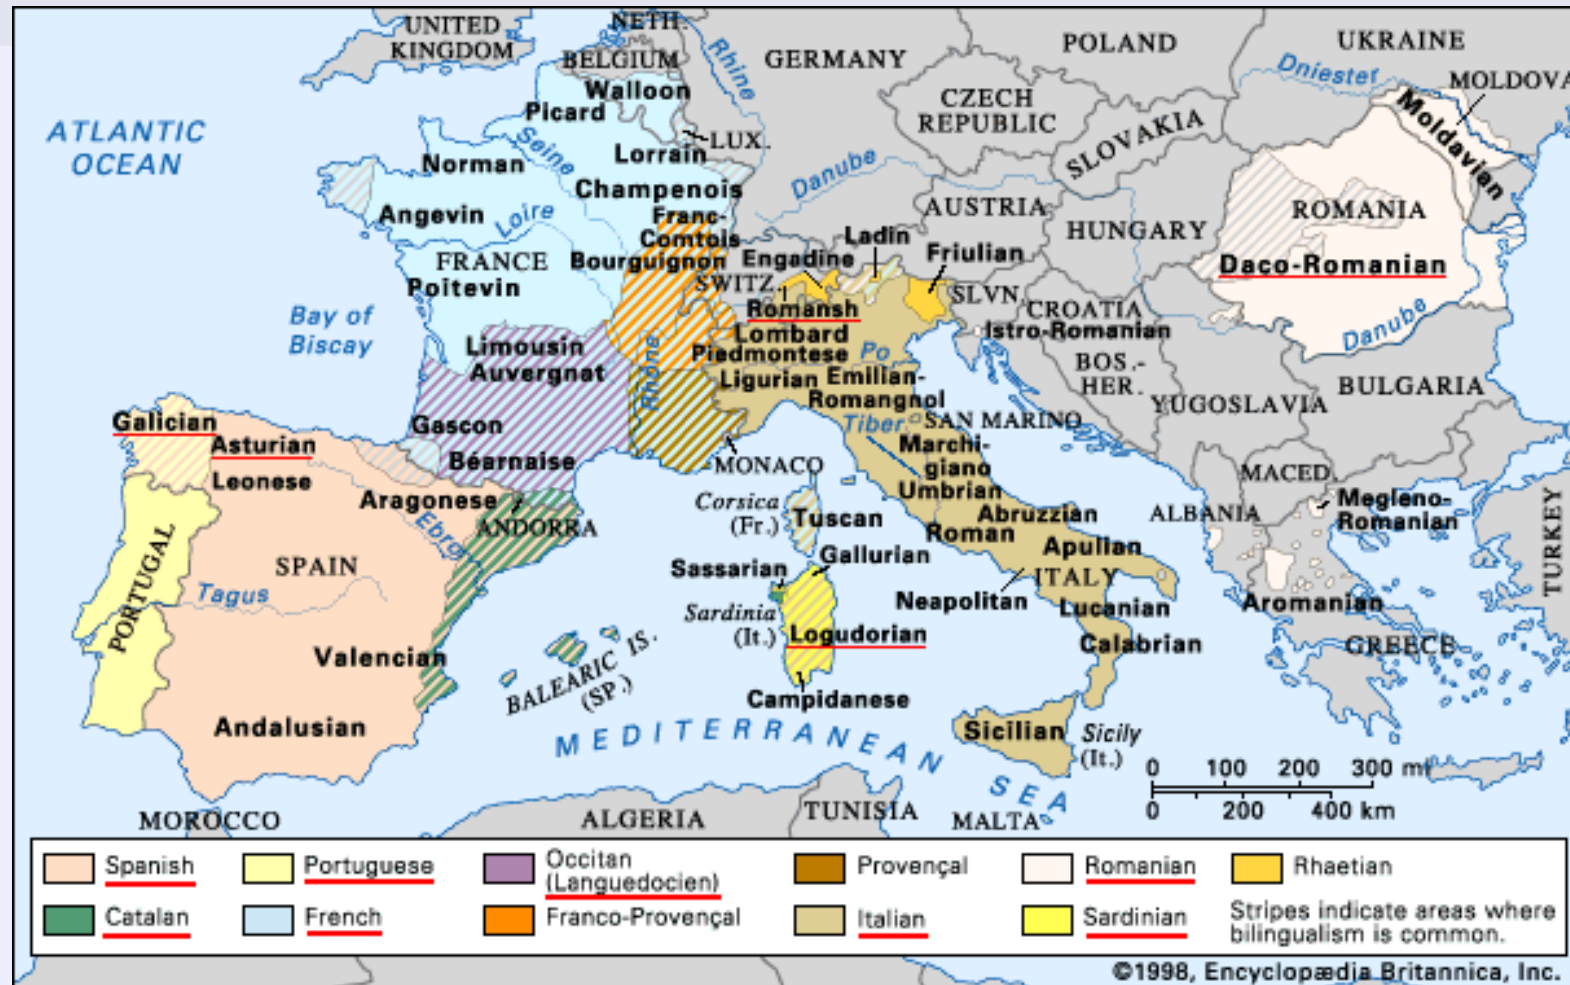 UNITED
KINGDOM
NETH.
BELGIUM
Rhine
GERMANY
POLAND
UKRAINE
Dniester
MOLDOVA
Moldavian
ATLANTIC
OCEAN
Walloon
Picard
LUX.
Lorrain
Seine
Norman
Champenois
CZECH
REPUBLIC
SLOVAKIA
Danube
AUSTRIA
HUNGARY
ROMANIA
Daco-Romanian
Danube
Angevin
Loire
Franc-
Comtois
FRANCE
Bourguignon
Poitevin
Engadine
Ladin
Friulian
SWITZ.
Romansh
SLVN.
CROATIA
Istro-Romanian
Bay of
Biscay
Limousin
Auvergnat
Rhône
Lombard
Piedmontese
Po
Ligurian
Emilian-
Romangnol
BOS.-
HER.
YUGOSLAVIA
BULGARIA
Galician
Asturian
Leonese
Gascon
Béarnaise
Aragonese
ANDORRA
Ebro
MONACO
Tiber
SAN MARINO
Marchi-
giano
Umbrian
MACED.
ALBANIA
Megleno-
Romanian
TURKEY
Corsica
(Fr.)
Tuscan
Abruzzian
Roman
Apulian
ITALY
PORTUGAL
SPAIN
Tagus
Sassarian
Gallurian
Sardinia
(It.)
Logudorian
Campidanese
Neapolitan
Lucanian
Calabrian
Aromanian
GREECE
Valencian
BALEARIC IS.
(SP.)
Andalusian
MEDITERRANEAN SEA
Sicilian
Sicily
(It.)
0 100 200 300 mi
0 200 400 km
MOROCCO
ALGERIA
TUNISIA
MALTA
Spanish
Portuguese
Occitan
(Languedocien)
Provençal
Romanian
Rhaetian
Catalan
French
Franco-Provençal
Italian
Sardinian
Stripes indicate areas where
bilingualism is common.
©1998, Encyclopædia Britannica, Inc.